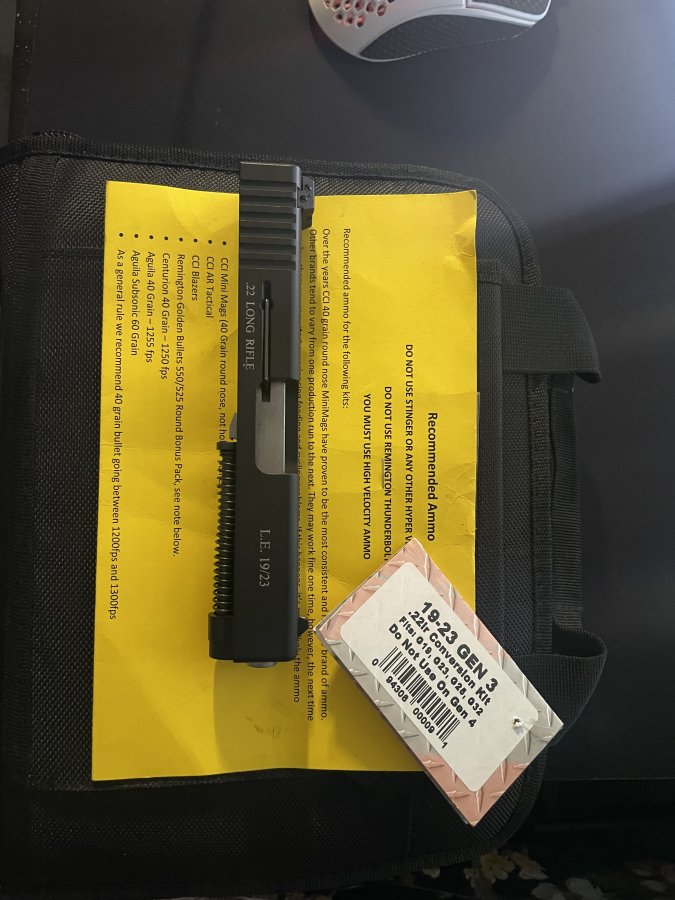 Recommended Ammo
DO NOT USE STINGER OR ANY OTHER HYPER V
DO NOT USE REMINGTON THUNDERBOL
YOU MUST USE HIGH VELOCITY AMMO
Recommended ammo for the following kits:
Over the years CCI 40 grain round nose MiniMags have proven to be the most consistent and brand of ammo.
Other brands tend to vary from one production run to the next. They may work fine one time, however, the next time
the ammo
CCI Mini Mags (40 Grain round nose, not ho
CCI AR Tactical
CCI Blazers
Remington Golden Bullets 550/525 Round Bonus Pack, see note below.
Centurion 40 Grain – 1250 fps
Aguila 40 Grain – 1255 fps
Aguila Subsonic 60 Grain
As a general rule we recommend 40 grain bullet going between 1200fps and 1300fps
.22 LONG RIFLE
L.E. 19/23
19-23 GEN 3
.22lr Conversion Kit
Fits: G19, G23, G25, G32
Do Not Use On Gen 4
0 94308 00009 1